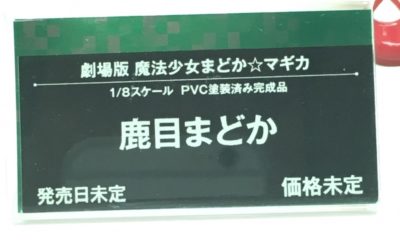 劇場版 魔法少女まどか☆マギカ
1/8スケール PVC塗装済み完成品
鹿目まどか
発売日未定 価格未定